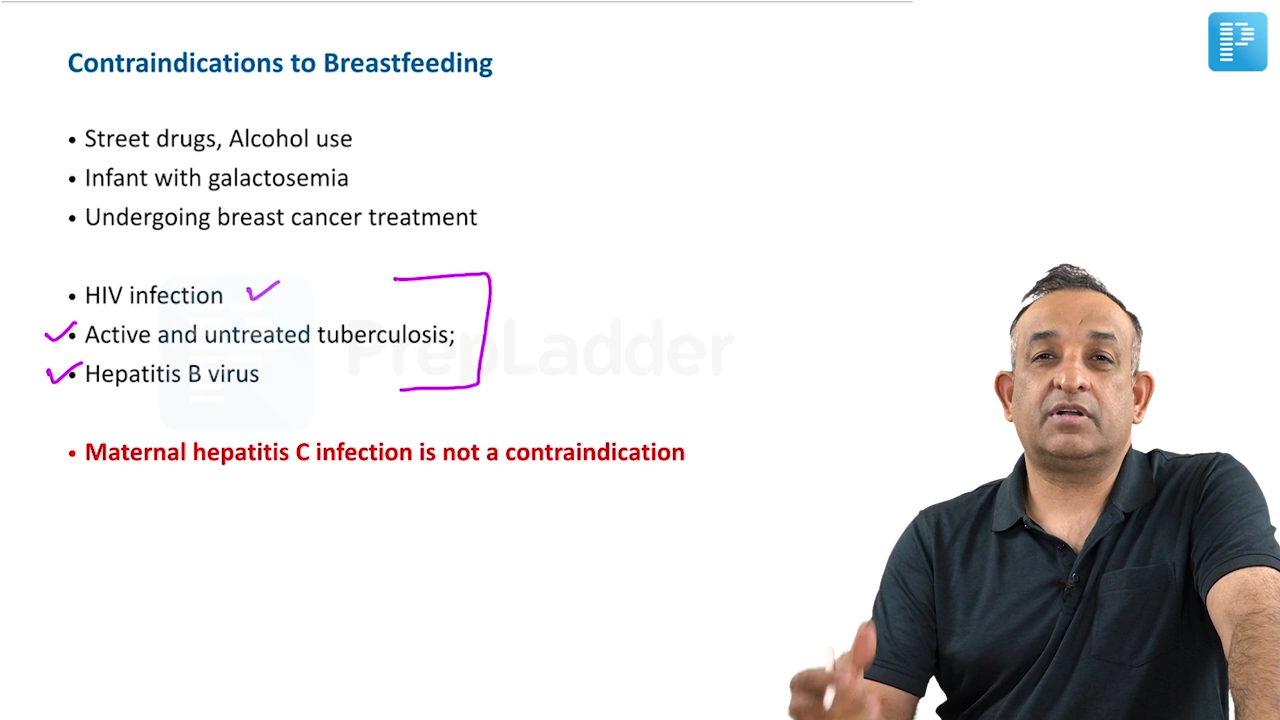 Contraindications to Breastfeeding
• Street drugs, Alcohol use
• Infant with galactosemia
• Undergoing breast cancer treatment
• HIV infection
• Active and untreated tuberculosis;
• Hepatitis B virus
PrepLadder
• Maternal hepatitis C infection is not a contraindication